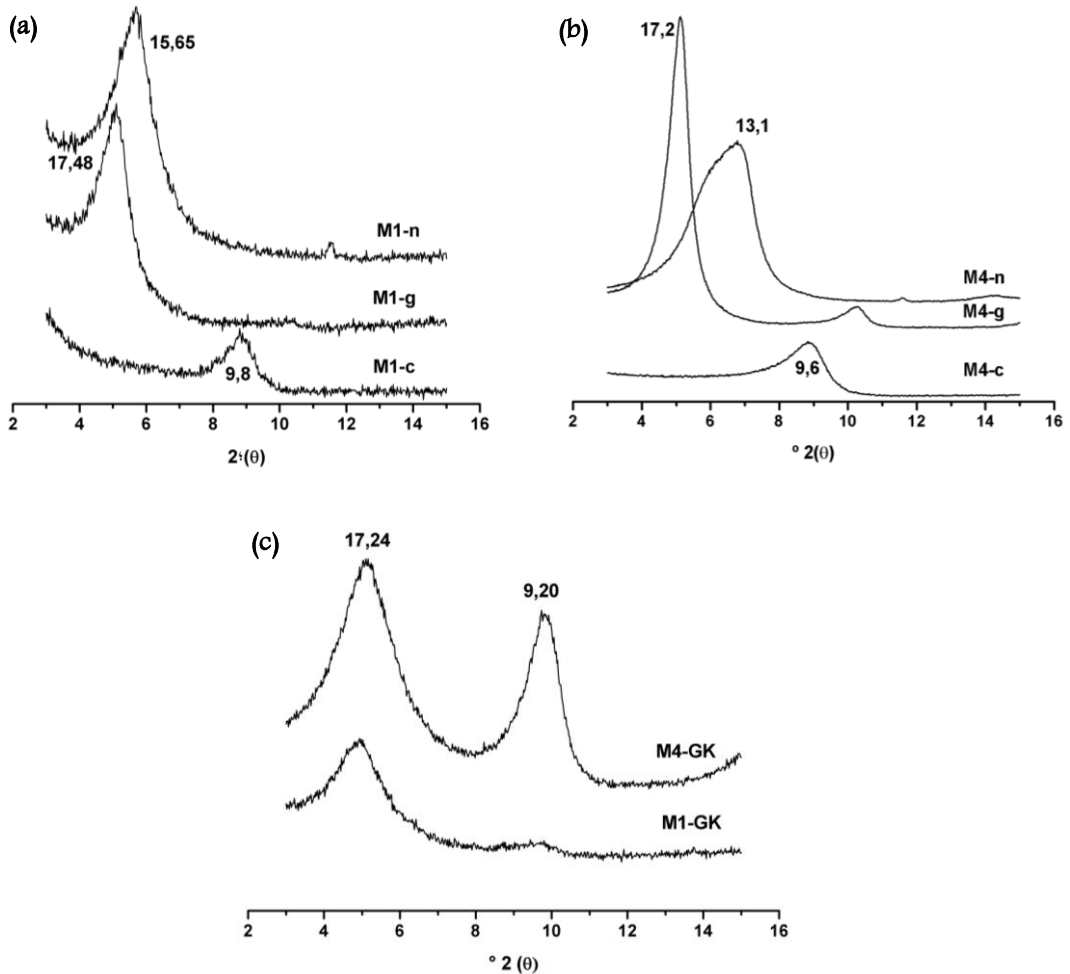 (a)
15,65
17,48
M1-n
M1-g
9,8
M1-c
2 4 6 8 10 12 14 16
(θ)
(b)
17,2
13,1
M4-n
M4-g
9,6
M4-c
2 4 6 8 10 12 14 16
° 2(θ)
(c)
17,24
9,20
M4-GK
M1-GK
2 4 6 8 10 12 14 16
° 2 (θ)